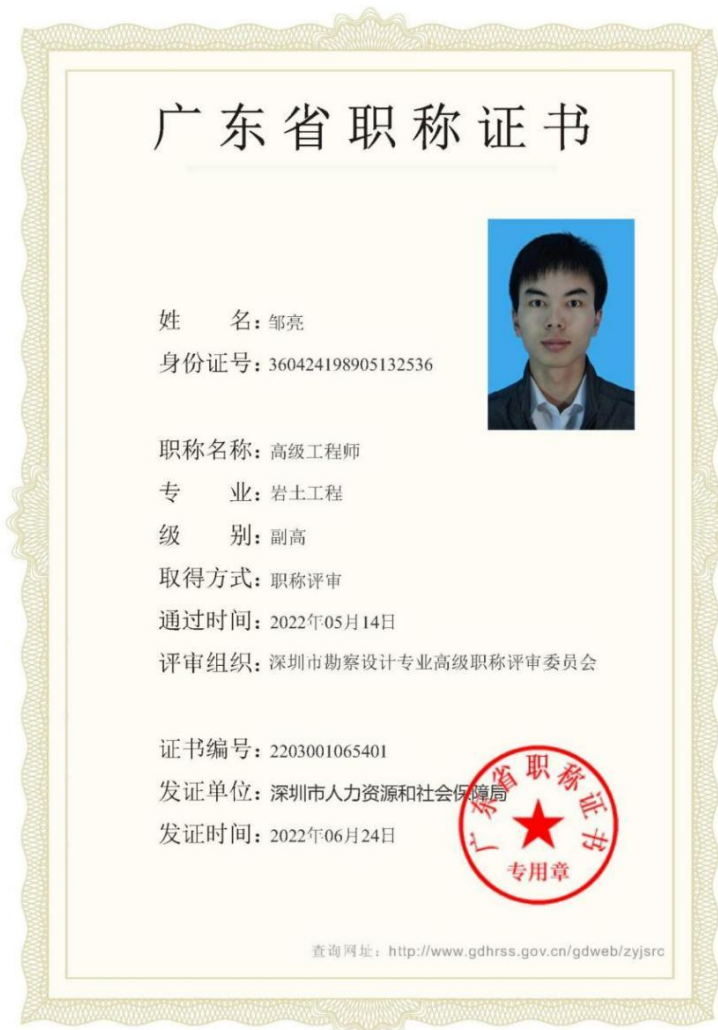 广东省职称证书
姓 名：邹亮
身份证号：360424198905132536
职称名称：高级工程师
专 业：岩土工程
级 别：副高
取得方式：职称评审
通过时间：2022年05月14日
评审组织：深圳市勘察设计专业高级职称评审委员会
证书编号：2203001065401
发证单位：深圳市人力资源和社会保障局
发证时间：2022年06月24日
广东省职称证书
专用章
查询网址：http://www.gdhrss.gov.cn/gdweb/zyjsrc